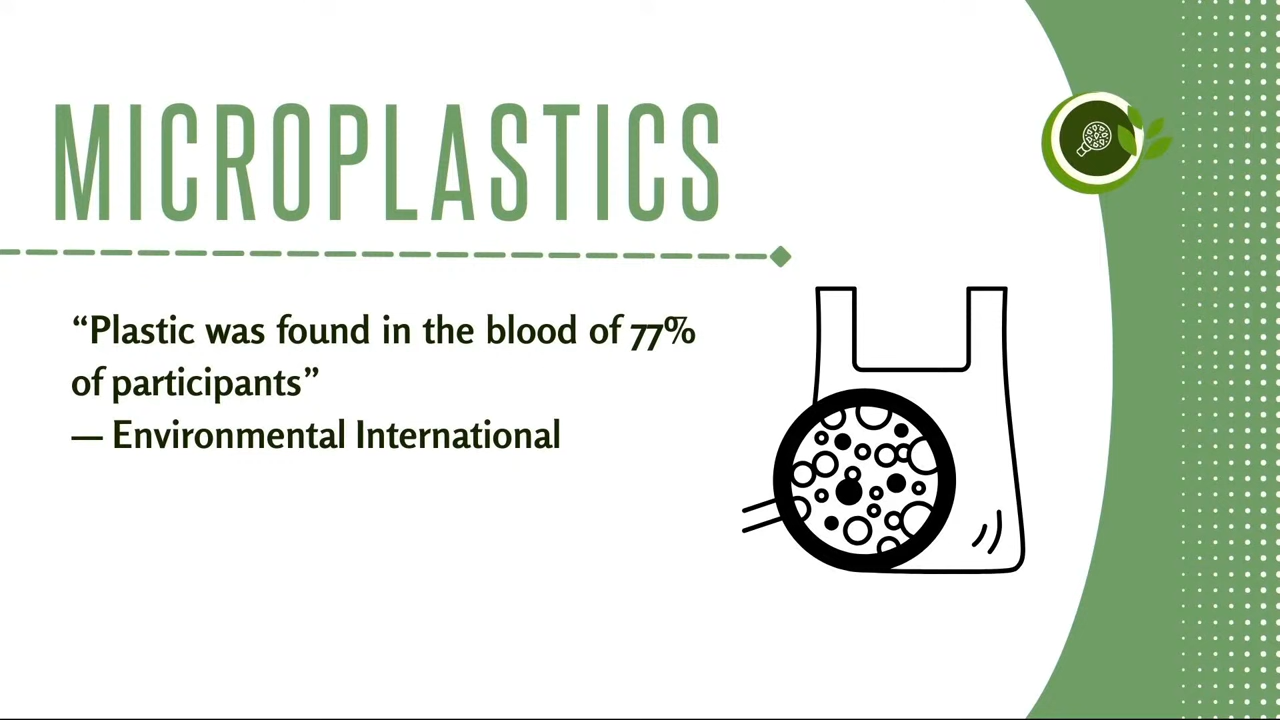 MICROPLASTICS
“Plastic was found in the blood of 77%
of participants”
— Environmental International